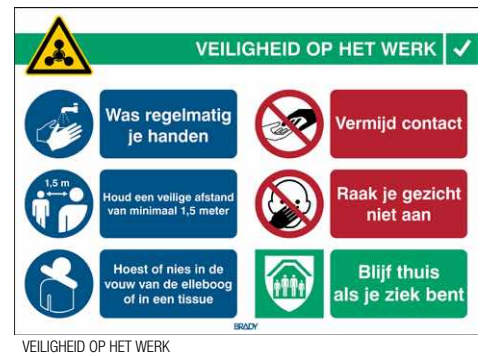 VEILIGHEID OP HET WERK
Was regelmatig
je handen
Vermijd contact
1,5 m
Houd een veilige afstand
van minimaal 1,5 meter
Raak je gezicht
niet aan
Hoest of nies in de
vouw van de elleboog
of in een tissue
Blijf thuis
als je ziek bent
BRADY
VEILIGHEID OP HET WERK